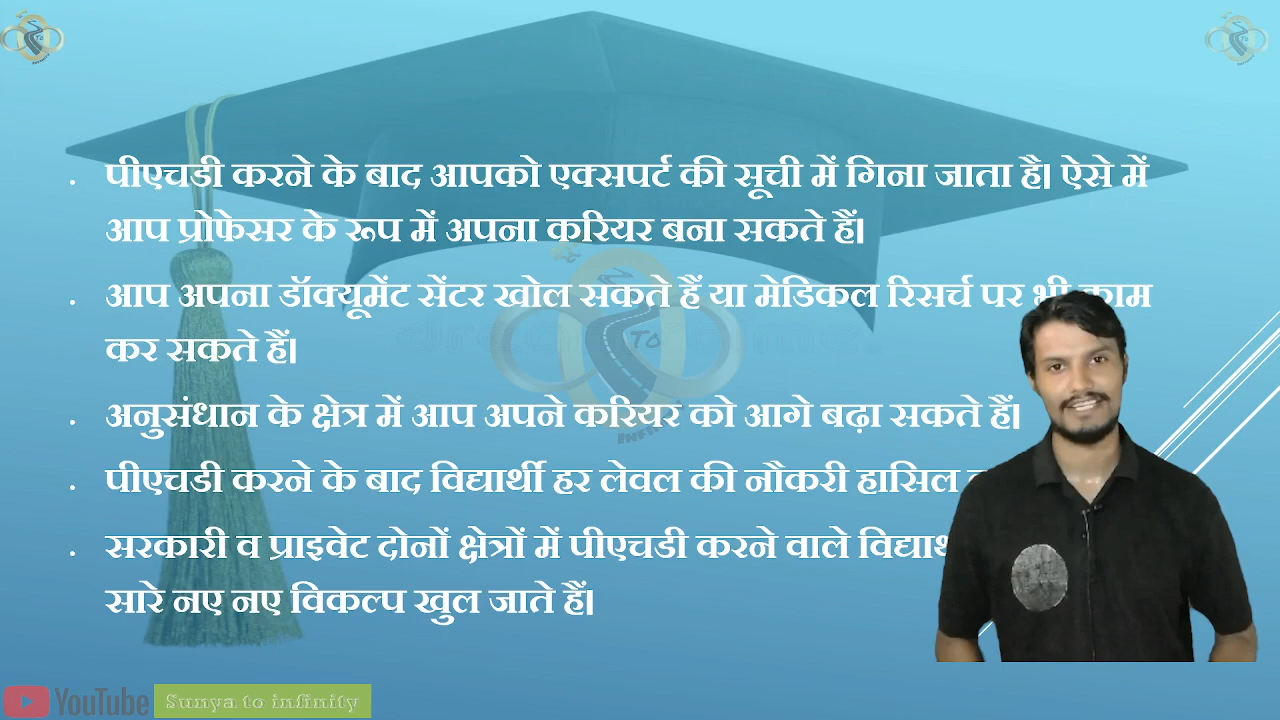 पीएचडी करने के बाद आपको एक्सपर्ट की सूची में गिना जाता है। ऐसे में
आप प्रोफेसर के रूप में अपना करियर बना सकते हैं।
आप अपना डॉक्यूमेंट सेंटर खोल सकते हैं या मेडिकल रिसर्च पर भी काम
कर सकते हैं।
अनुसंधान के क्षेत्र में आप अपने करियर को आगे बढ़ा सकते हैं।
पीएचडी करने के बाद विद्यार्थी हर लेवल की नौकरी हासिल
सरकारी व प्राइवेट दोनों क्षेत्रों में पीएचडी करने वाले
सारे नए नए विकल्प खुल जाते हैं।
To
YouTube Sunya to infinity